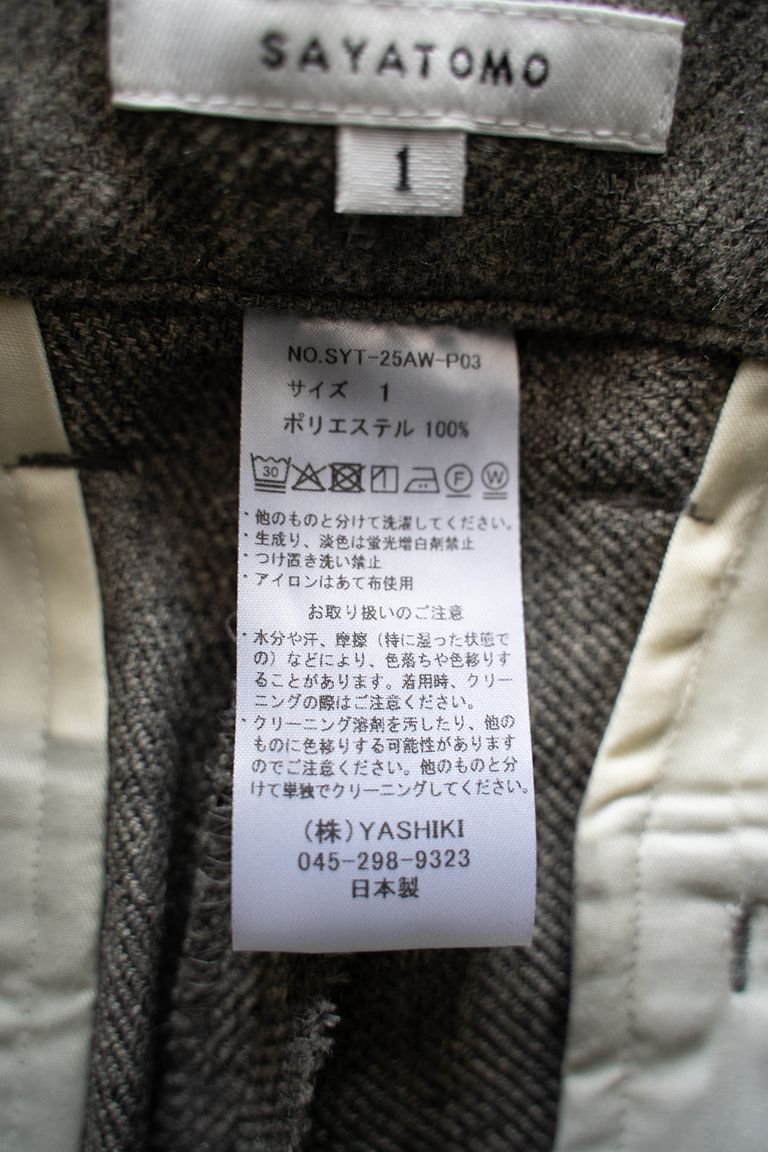 SAYATOMO
1
NO.SYT-25AW-P03
サイズ 1
ポリエステル 100%
30 F W
・他のものと分けて洗濯してください。
・生成り、淡色は蛍光増白剤禁止
・つけ置き洗い禁止
・アイロンはあて布使用
お取り扱いのご注意
・水分や汗、摩擦（特に湿った状態で
の）などにより、色落ちや色移りす
ることがあります。着用時、クリー
ニングの際はご注意ください。
・クリーニング溶剤を汚したり、他の
ものに色移りする可能性があります
のでご注意ください。他のものと分
けて単独でクリーニングしてください。
（株）YASHIKI
045-298-9323
日本製